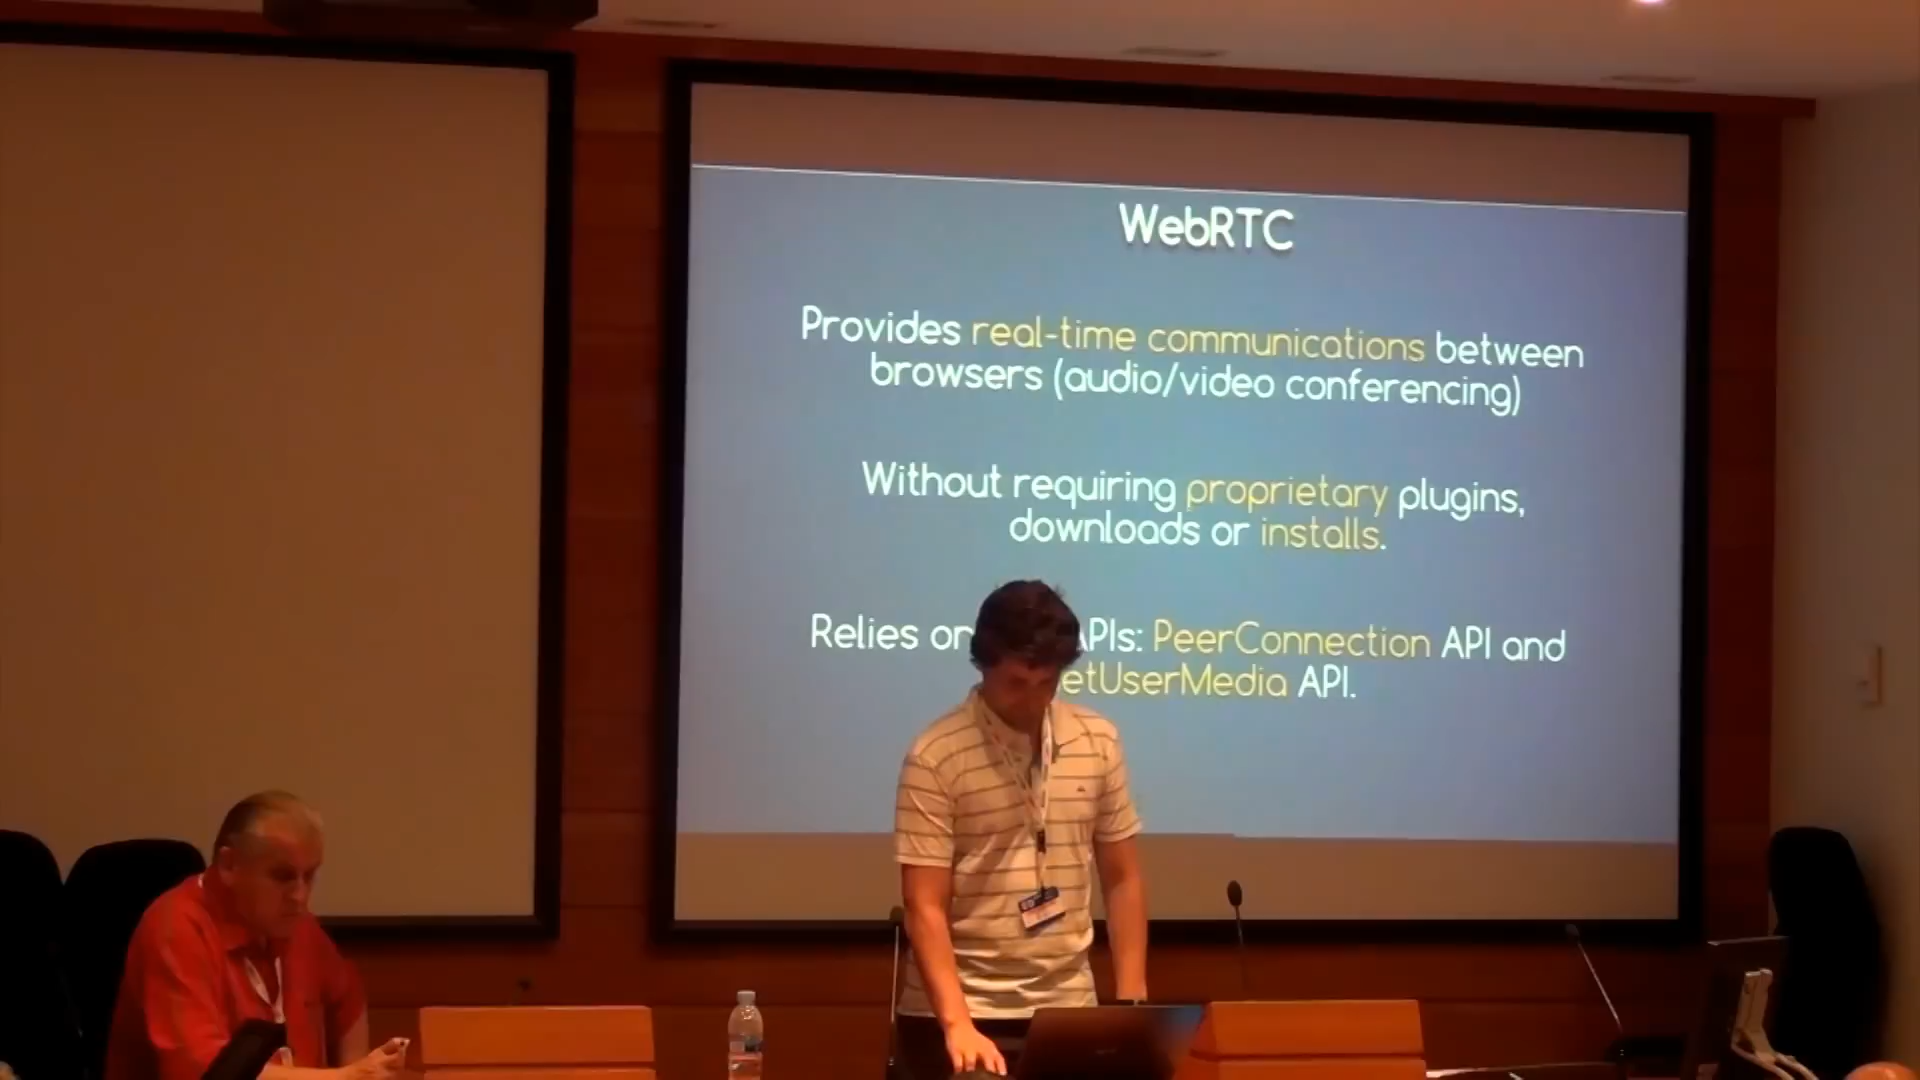 WebRTC
Provides real-time communications between
browsers (audio/video conferencing)
Without requiring proprietary plugins,
downloads or installs.
Relies on APIs: PeerConnection API and
etUserMedia API.